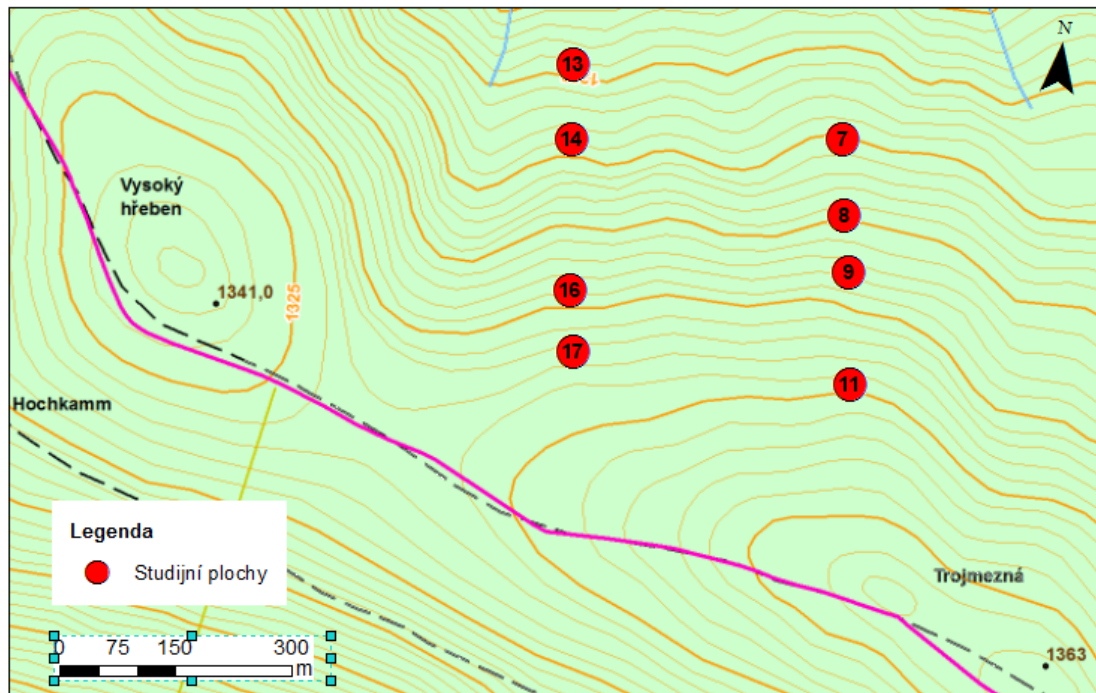 N
13
14
7
Vysoký
hřeben
8
9
16
1341,0
1325
17
11
Hochkamm
Legenda
Studijní plochy
Trojmezná
0 75 150 300
m
1363